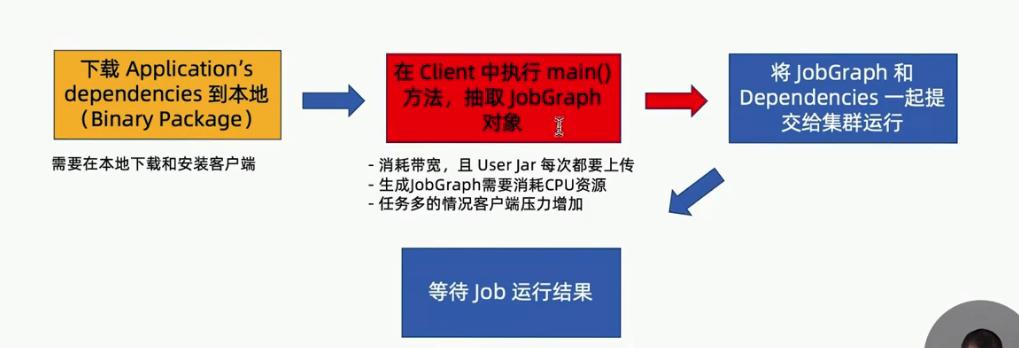 下载 Application's
dependencies 到本地
（Binary Package）
需要在本地下载和安装客户端
在 Client 中执行 main()
方法，抽取 JobGraph
对象
- 消耗带宽，且 User Jar 每次都要上传
- 生成JobGraph需要消耗CPU资源
- 任务多的情况客户端压力增加
将 JobGraph 和
Dependencies 一起提
交给集群运行
等待 Job 运行结果